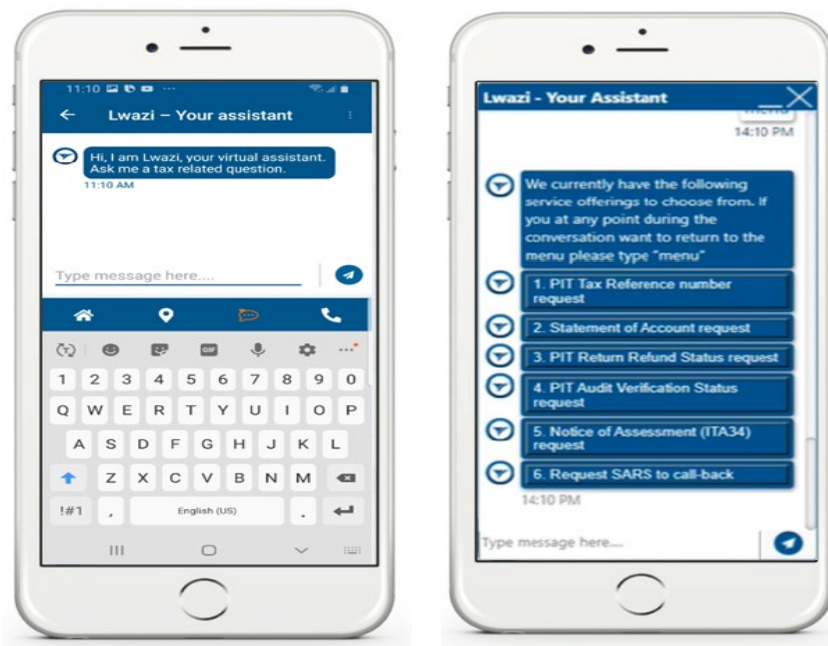 11:10
Lwazi – Your assistant
Hi, I am Lwazi, your virtual assistant.
Ask me a tax related question.
11:10 AM
Type message here....
GIF
1 2 3 4 5 6 7 8 9 0
Q W E R T Y U I O P
A S D F G H J K L
Z X C V B N M
!#1 , English (US) .
Lwazi - Your Assistant
menu
14:10 PM
We currently have the following
service offerings to choose from. If
you at any point during the
conversation want to return to the
menu please type "menu"
1. PIT Tax Reference number
request
2. Statement of Account request
3. PIT Return Refund Status request
4. PIT Audit Verification Status
request
5. Notice of Assessment (ITA34)
request
6. Request SARS to call-back
14:10 PM
Type message here....